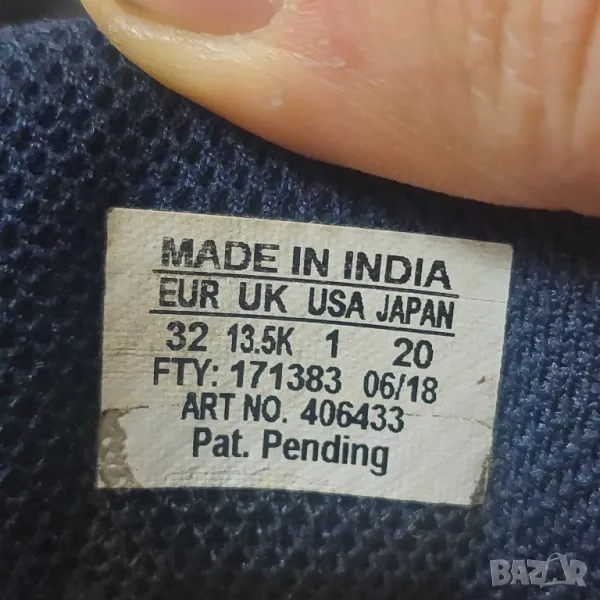 MADE IN INDIA
EUR UK USA JAPAN
32 13.5K 1 20
FTY: 171383 06/18
ART NO. 406433
Pat. Pending
BAZAR